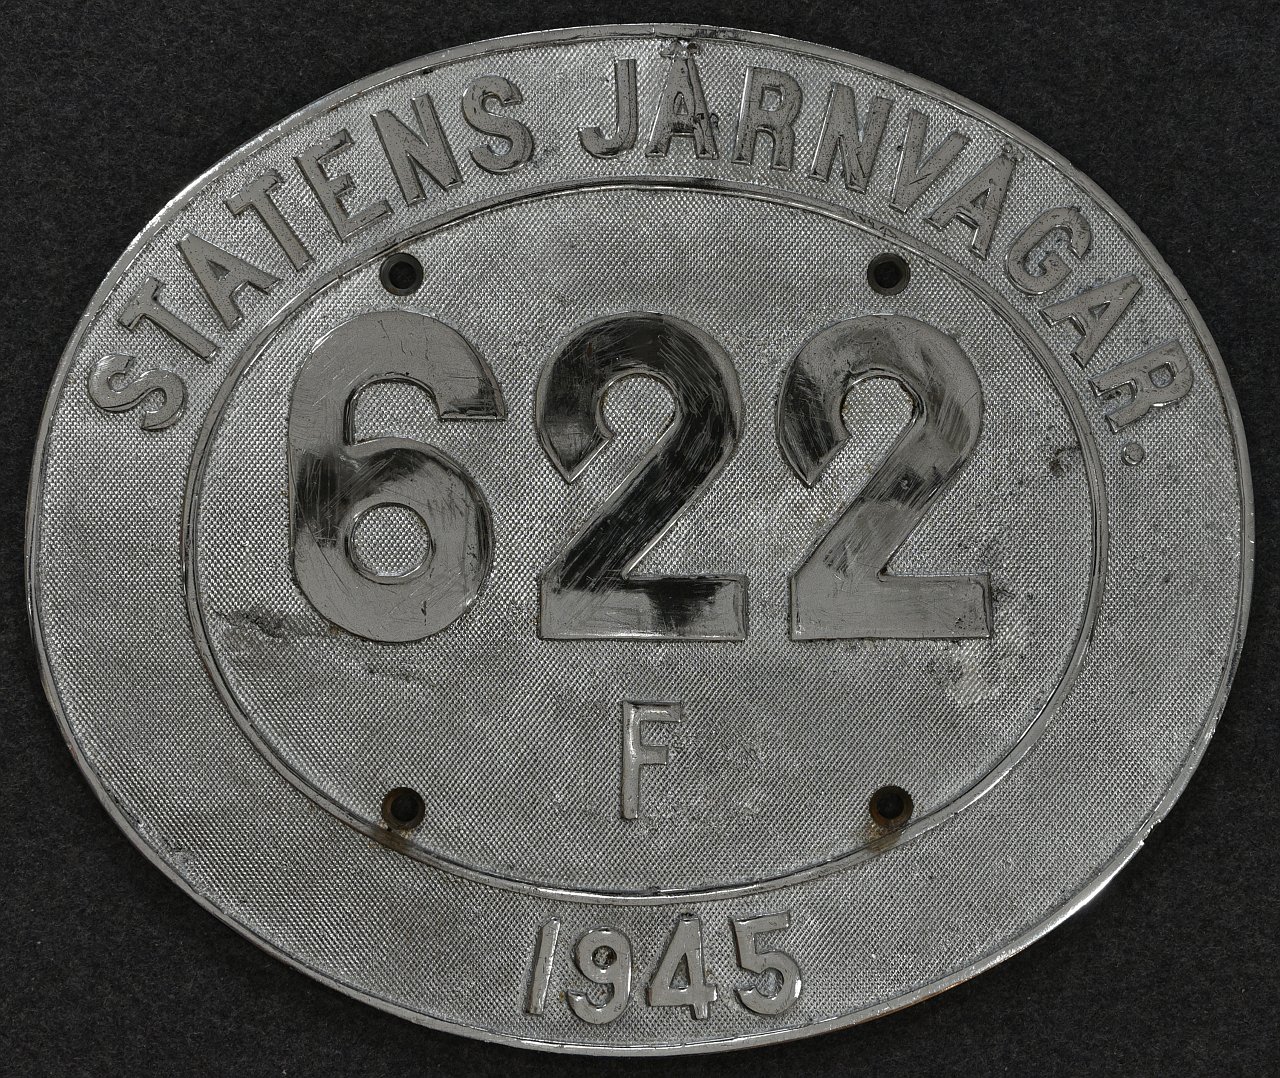 STATENS JÄRNVÄGAR.
622
F
1945